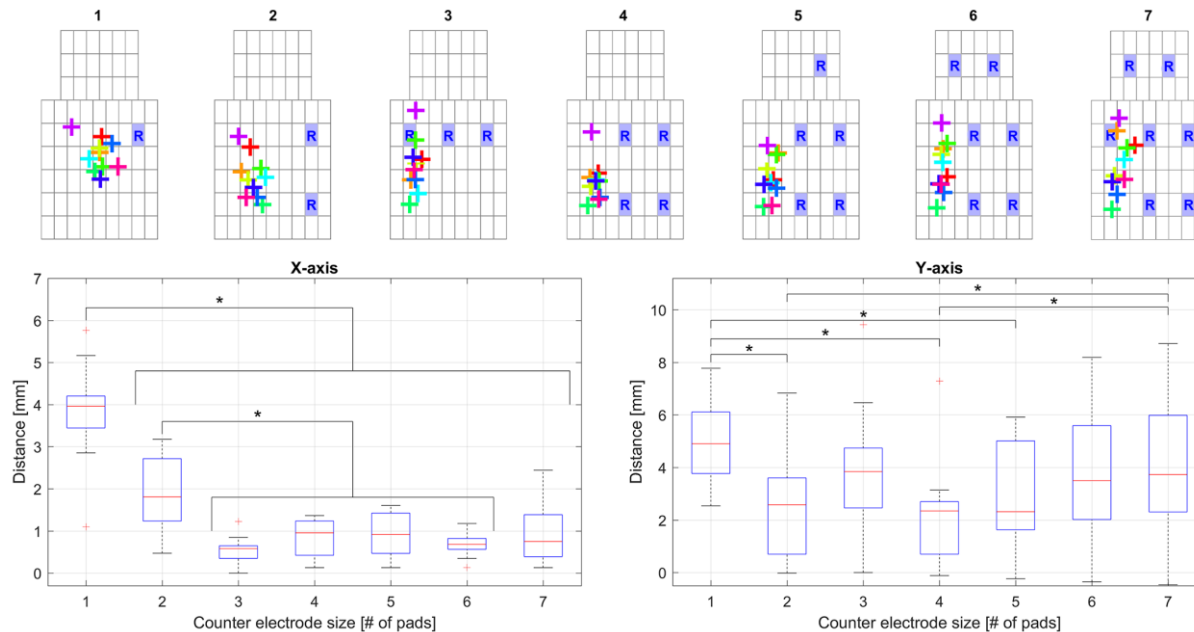 1 2 3 4 5 6 7
R R R R R
R R R R R R R R R R R R R R
R R R R R R R R R
X-axis
7
6
5
4
3
2
1
0
Distance [mm]
*
*
1 2 3 4 5 6 7
Counter electrode size [# of pads]
Y-axis
10
8
6
4
2
0
Distance [mm]
*
*
*
*
*
1 2 3 4 5 6 7
Counter electrode size [# of pads]